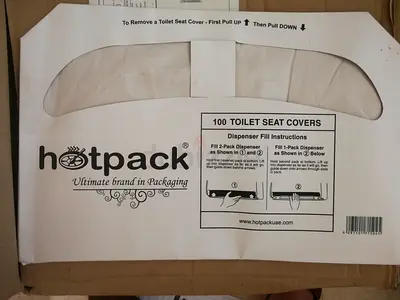 To Remove a Toilet Seat Cover - First Pull UP ↑ Then Pull DOWN ↓
hotpack®
Ultimate brand in Packaging
100 TOILET SEAT COVERS
Dispenser Fill Instructions
Fill 2-Pack Dispenser
as Shown in ① and ②
Fill 1-Pack Dispenser
as Shown in ② Below
①
②
www.hotpackuae.com